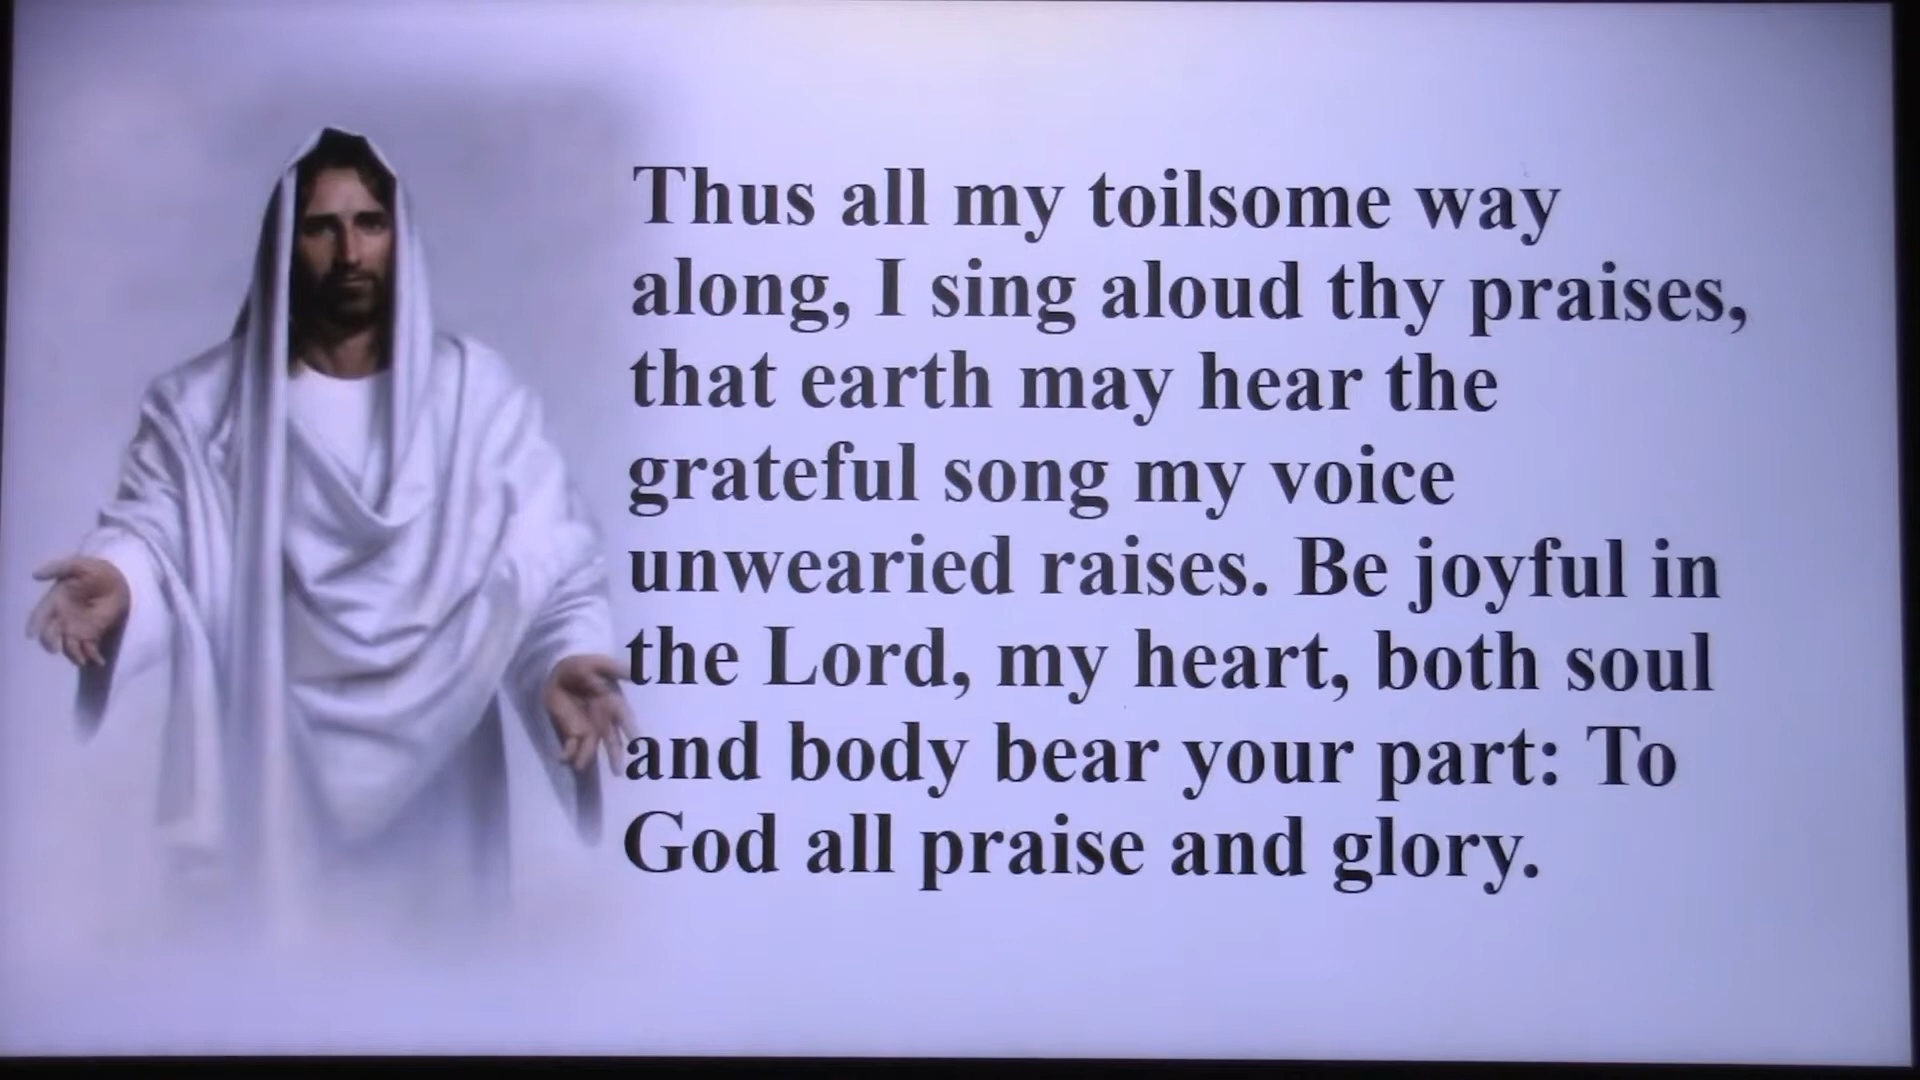 Thus all my toilsome way
along, I sing aloud thy praises,
that earth may hear the
grateful song my voice
unwearied raises. Be joyful in
the Lord, my heart, both soul
and body bear your part: To
God all praise and glory.